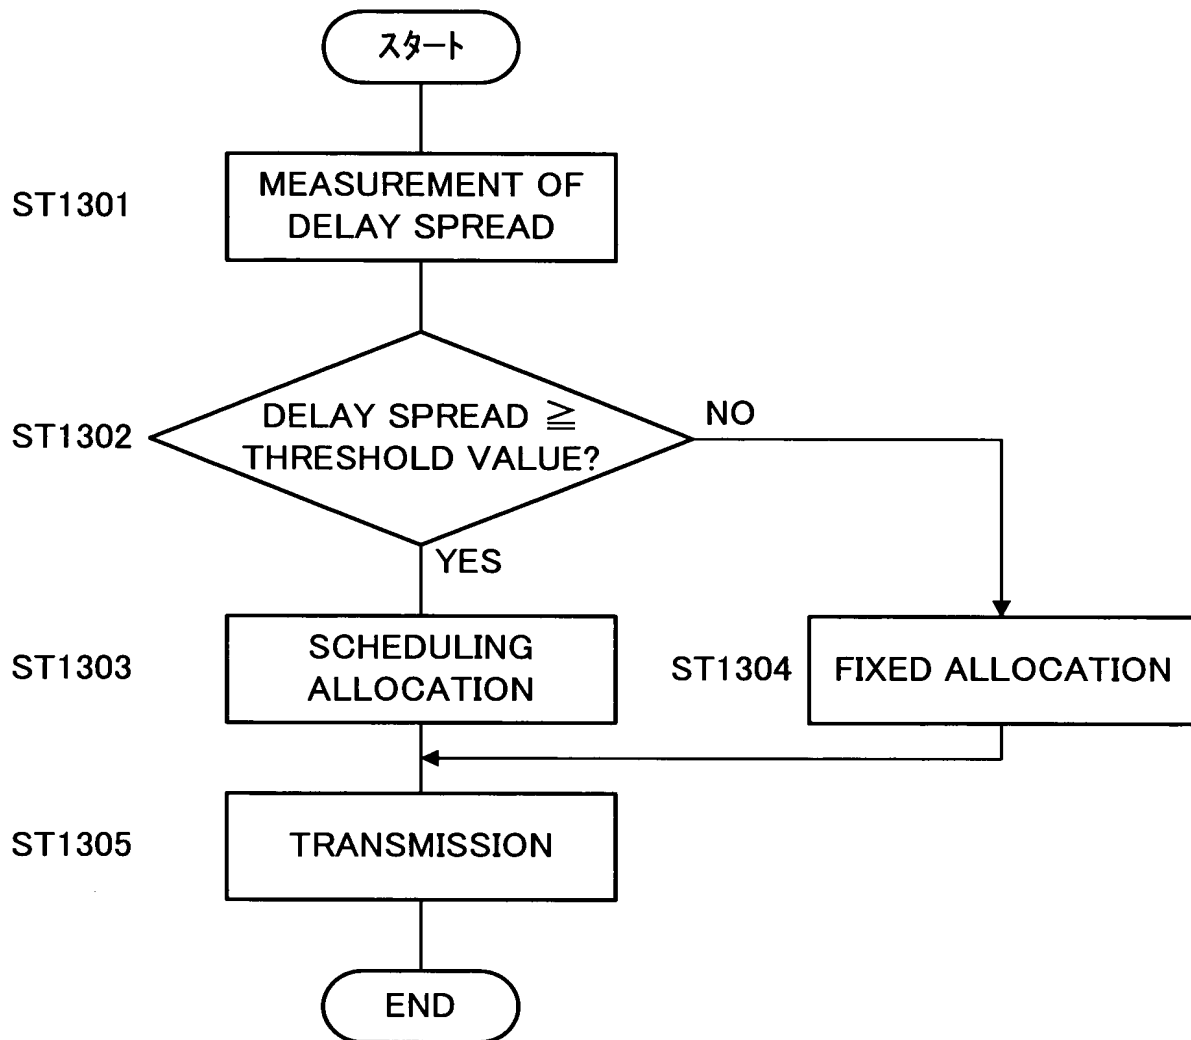 スタート
ST1301
MEASUREMENT OF
DELAY SPREAD
ST1302
DELAY SPREAD ≧
THRESHOLD VALUE?
NO
YES
ST1303
SCHEDULING
ALLOCATION
ST1304
FIXED ALLOCATION
ST1305
TRANSMISSION
END